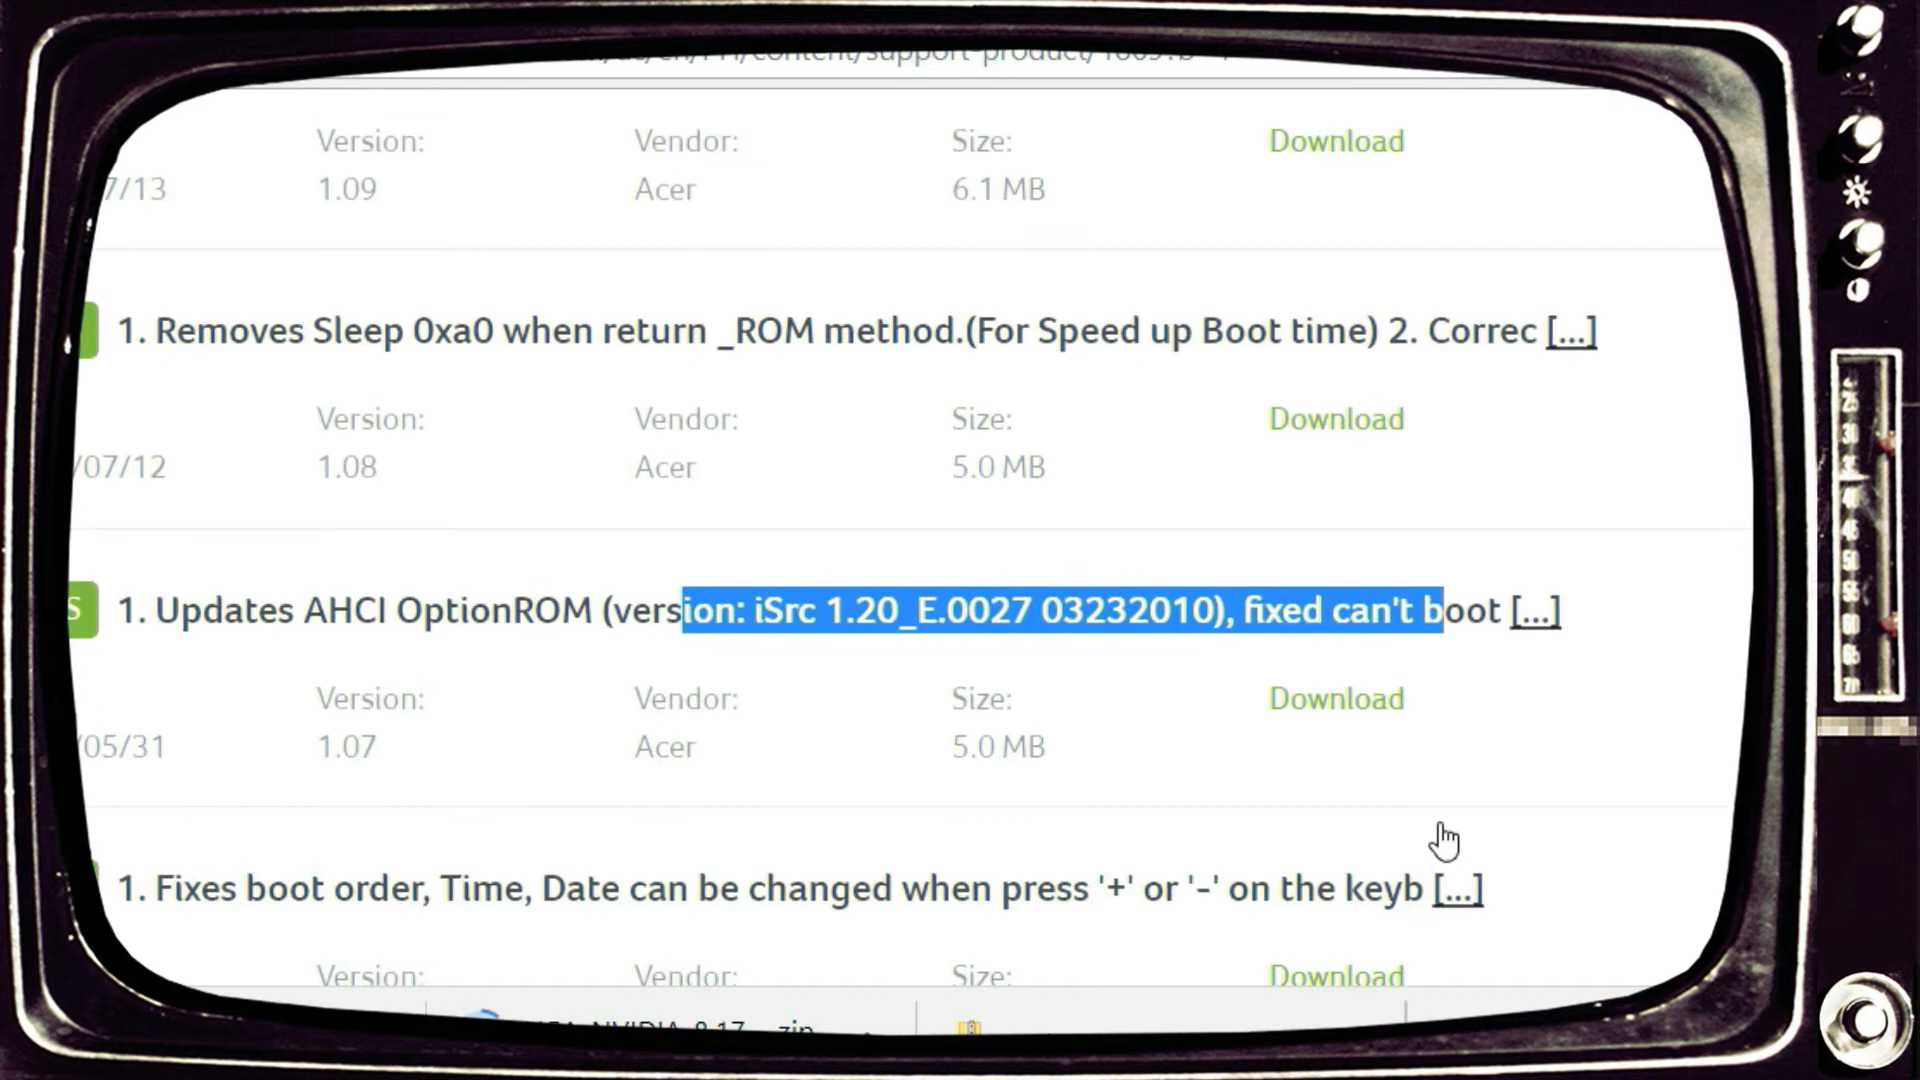 Version: Vendor: Size: Download
7/13 1.09 Acer 6.1 MB
1. Removes Sleep 0xa0 when return _ROM method.(For Speed up Boot time) 2. Correc [...]
Version: Vendor: Size: Download
/07/12 1.08 Acer 5.0 MB
S 1. Updates AHCI OptionROM (version: iSrc 1.20_E.0027 03232010), fixed can't boot [...]
Version: Vendor: Size: Download
/05/31 1.07 Acer 5.0 MB
1. Fixes boot order, Time, Date can be changed when press '+' or '-' on the keyb [...]
Version: Vendor: Size: Download